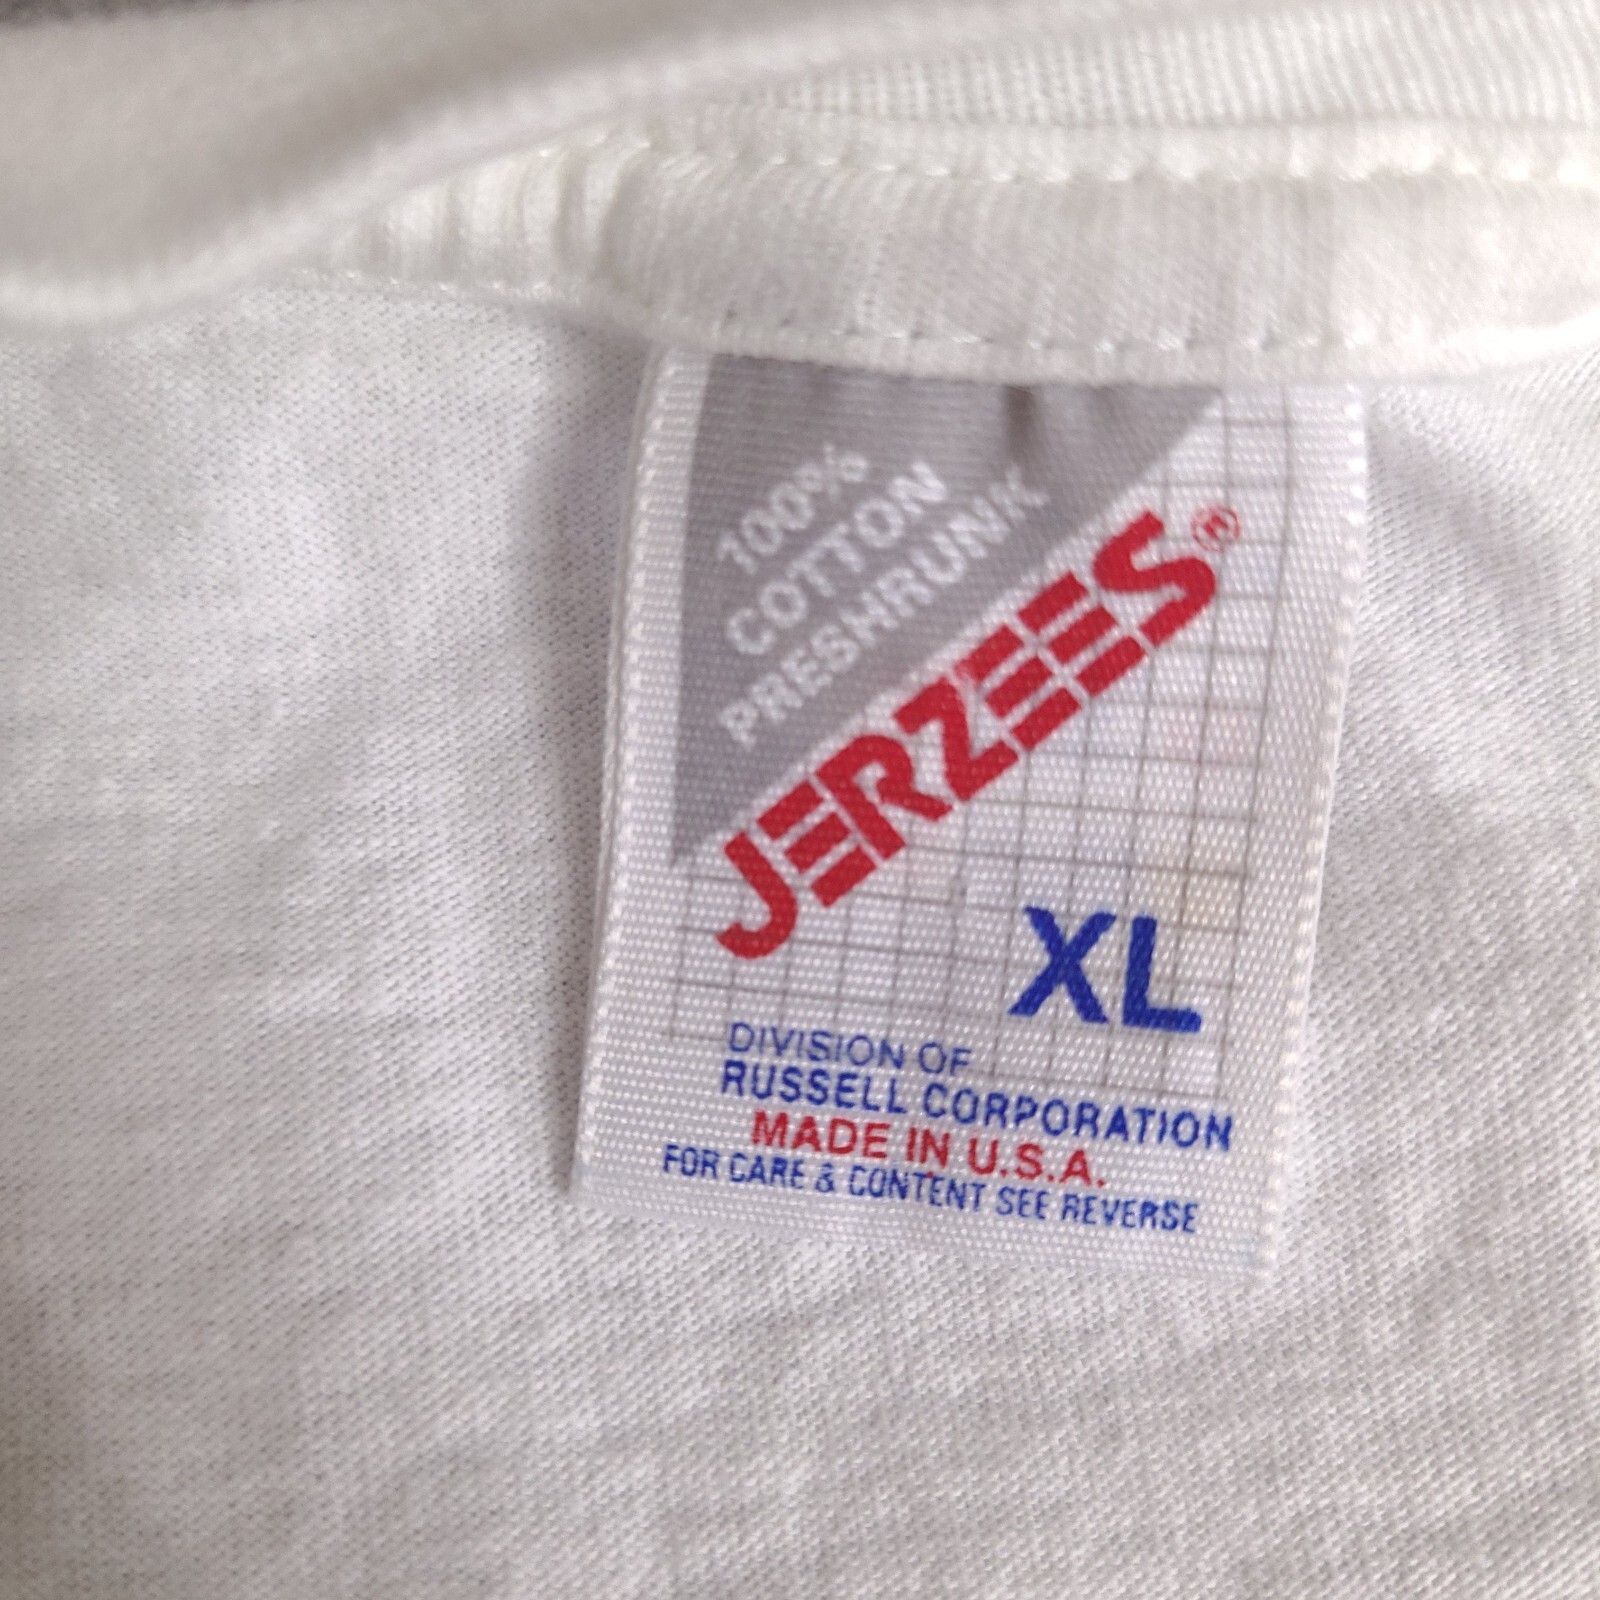 100%
COTTON
PRESHRUNK
JERZEES®
XL
DIVISION OF
RUSSELL CORPORATION
MADE IN U.S.A.
FOR CARE & CONTENT SEE REVERSE